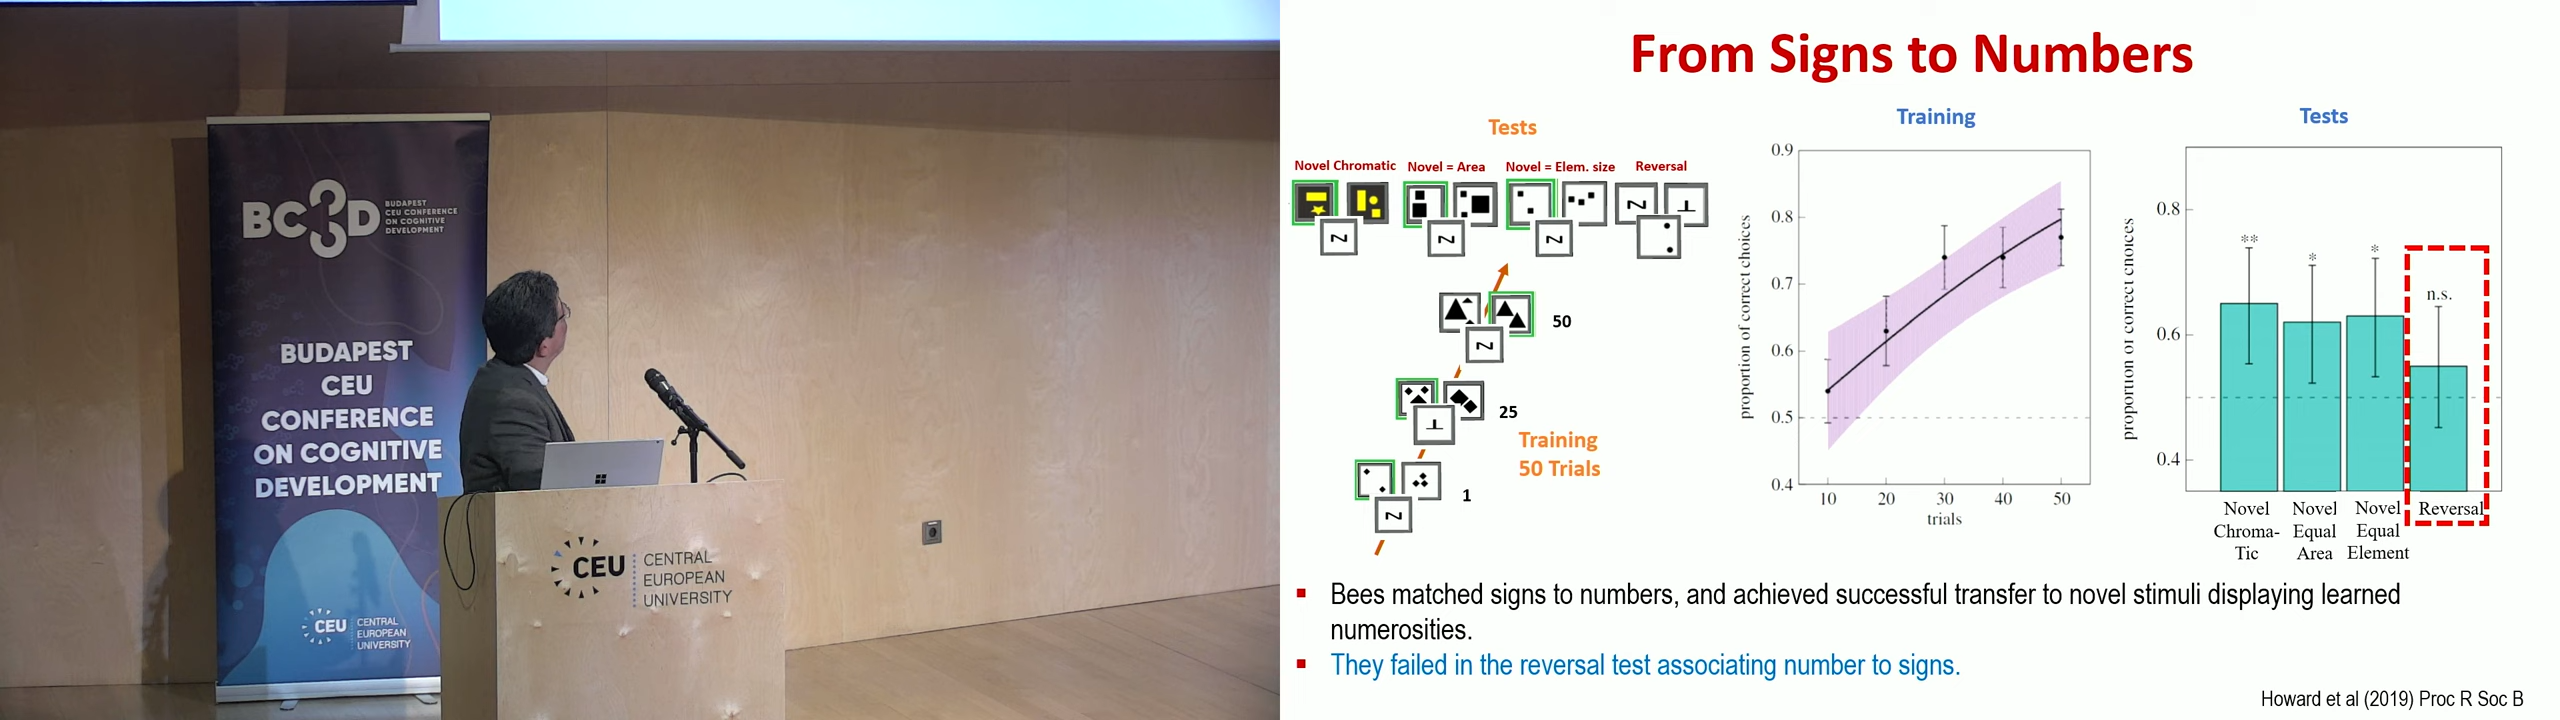 BC3D
BUDAPEST
CEU CONFERENCE
ON COGNITIVE
DEVELOPMENT
BUDAPEST
CEU
CONFERENCE
ON COGNITIVE
DEVELOPMENT
CEU
CENTRAL
EUROPEAN
UNIVERSITY
CEU
CENTRAL
EUROPEAN
UNIVERSITY
From Signs to Numbers
Tests
Novel Chromatic
Novel = Area
Novel = Elem. size
Reversal
50
25
1
Training
50 Trials
Training
proportion of correct choices
0.9
0.8
0.7
0.6
0.5
0.4
10 20 30 40 50
trials
Tests
proportion of correct choices
0.8
0.6
0.4
**
*
*
n.s.
Novel
Chroma-
Tic
Novel
Equal
Area
Novel
Equal
Element
Reversal
Bees matched signs to numbers, and achieved successful transfer to novel stimuli displaying learned
numerosities.
They failed in the reversal test associating number to signs.
Howard et al (2019) Proc R Soc B